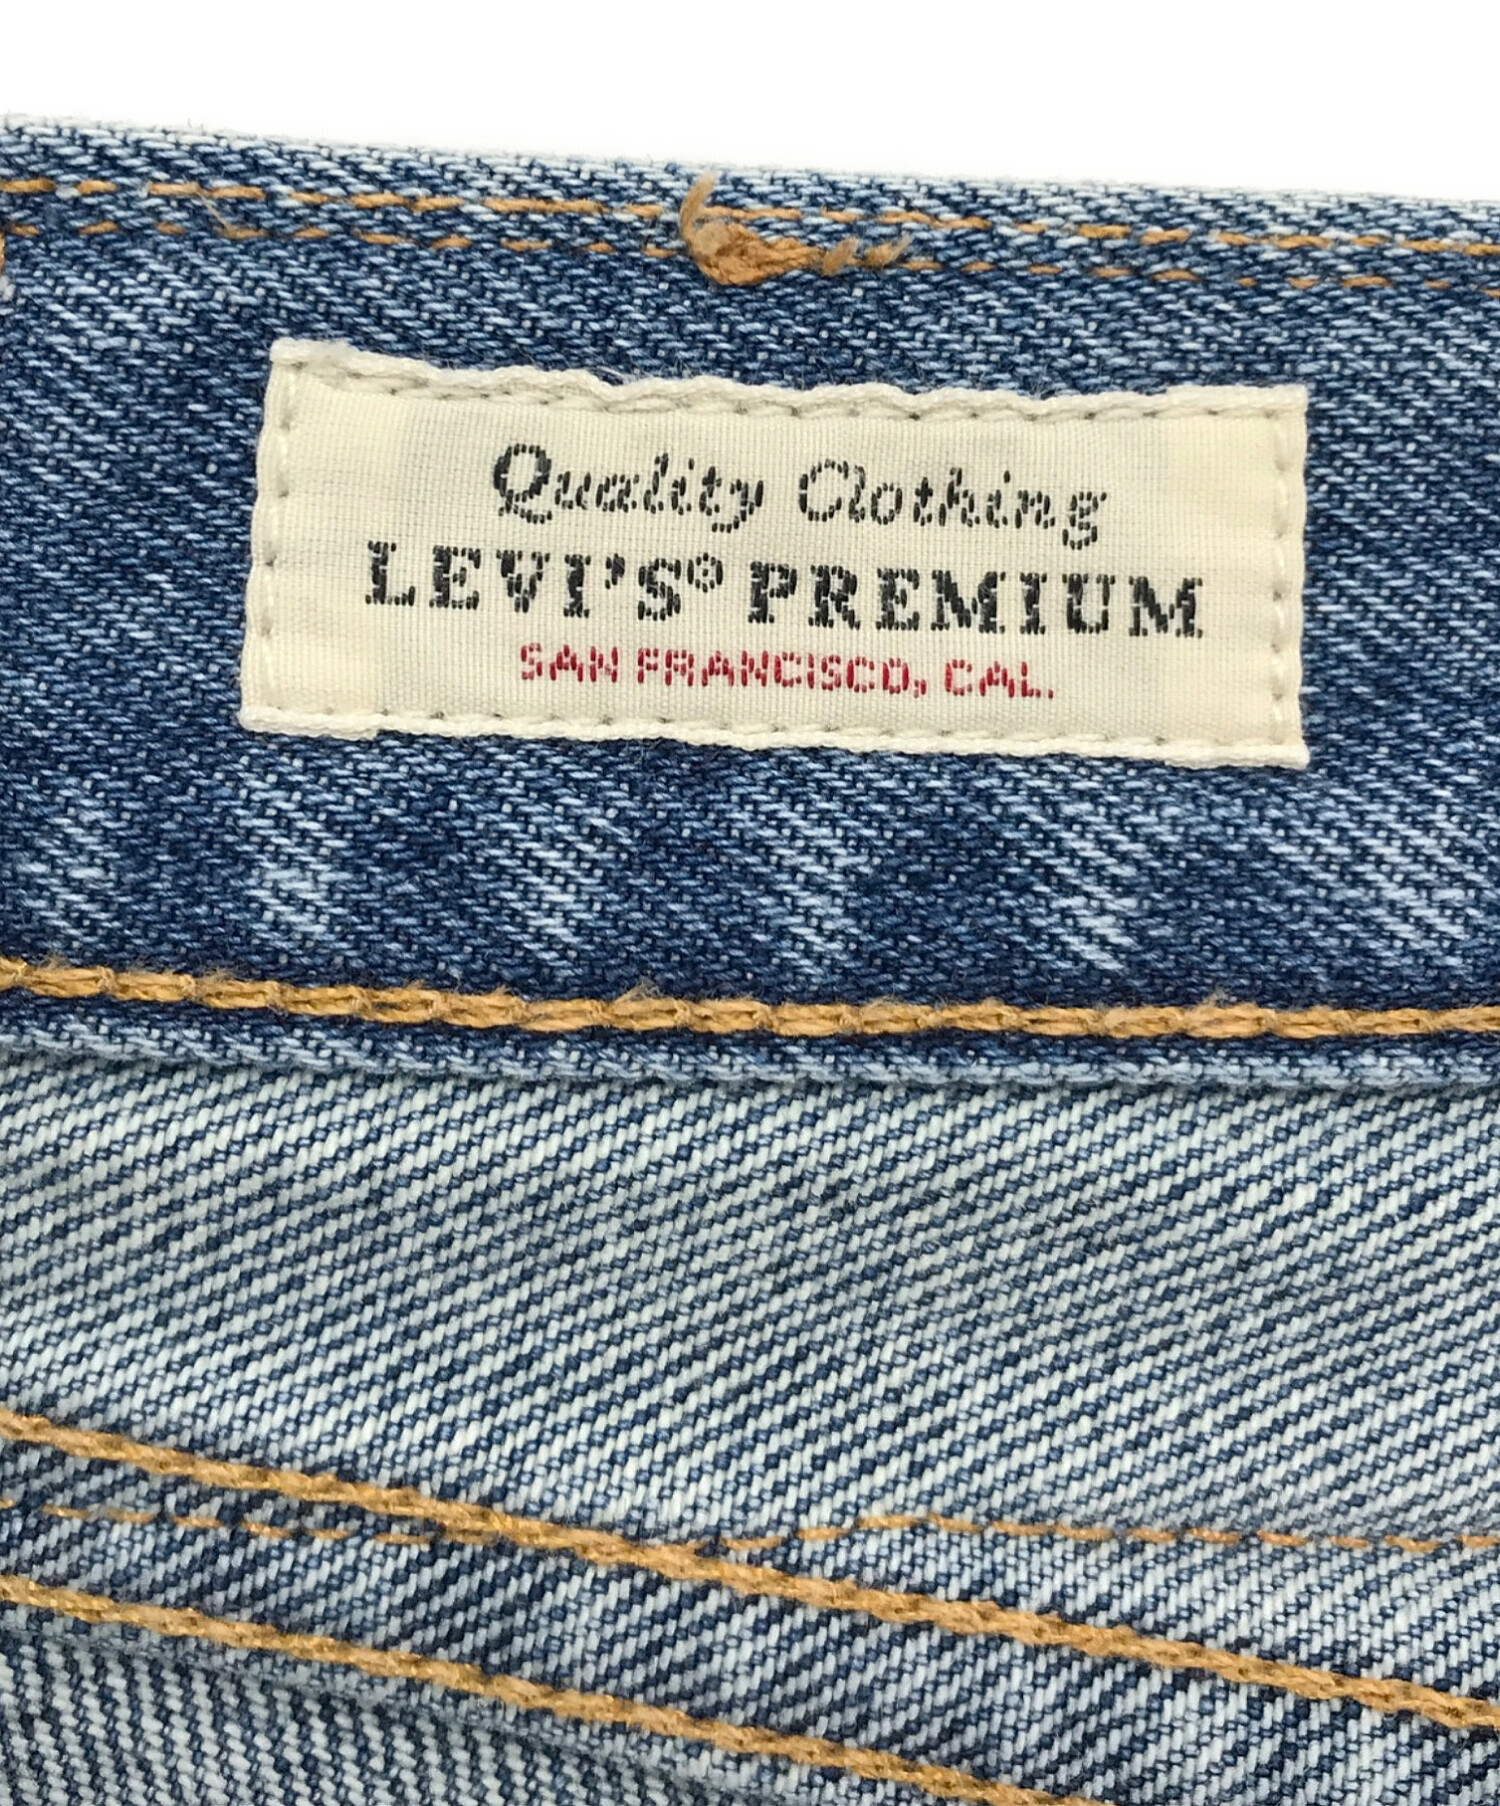 Quality Clothing
LEVI'S® PREMIUM
SAN FRANCISCO, CAL.